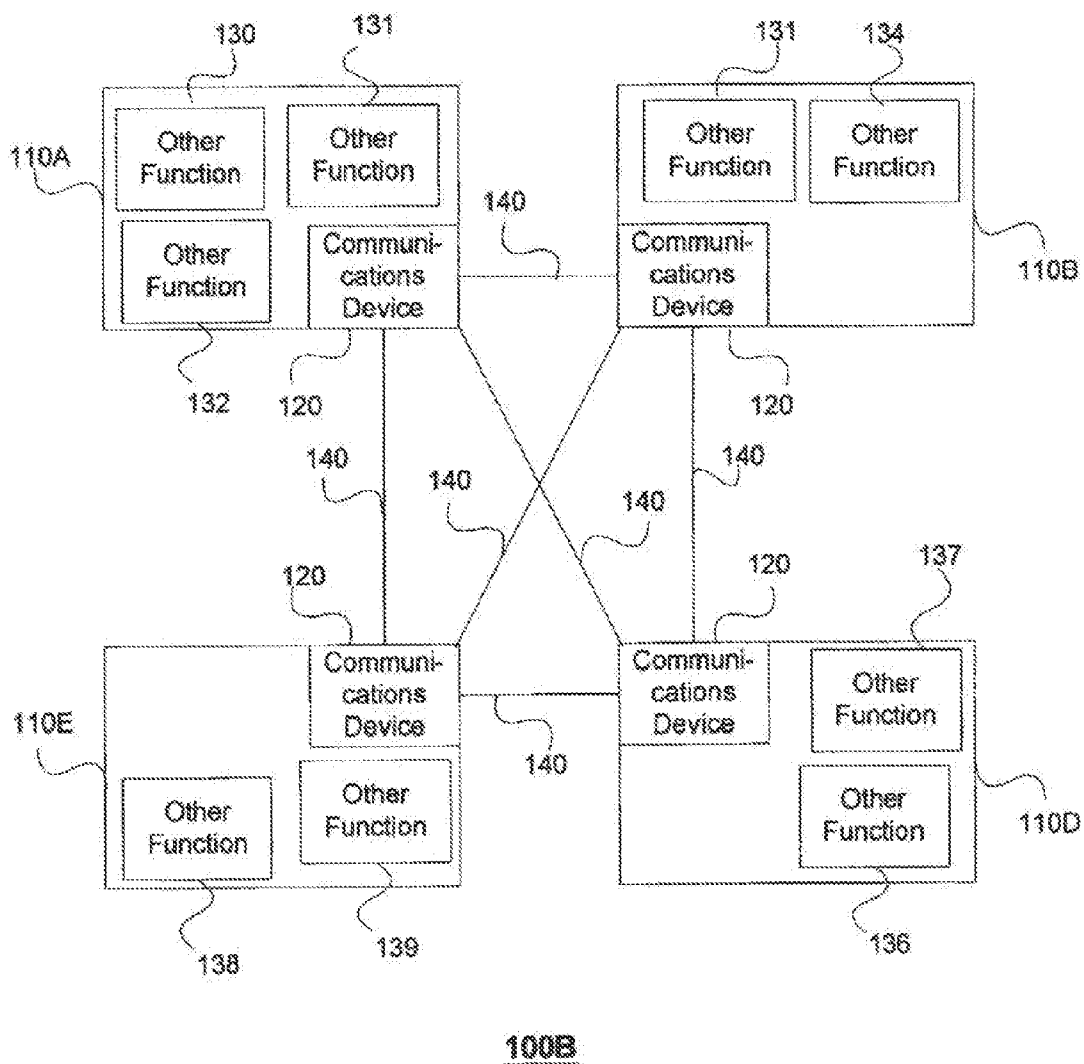 130
131
131
134
Other
Function
Other
Function
Other
Function
Other
Function
110A
140
Other
Function
Communi-
cations
Device
Communi-
cations
Device
110B
132
120
120
140
140
140
140
120
120
137
Communi-
cations
Device
Communi-
cations
Device
Other
Function
110E
140
Other
Function
Other
Function
Other
Function
110D
138
139
136
100B